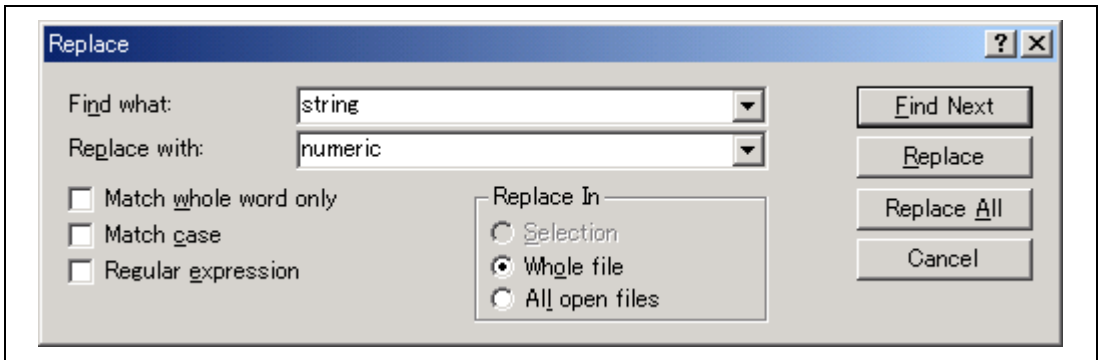 Replace
Find what: string
Replace with: numeric
Match whole word only
Match case
Regular expression
Replace In
Selection
Whole file
All open files
Find Next
Replace
Replace All
Cancel